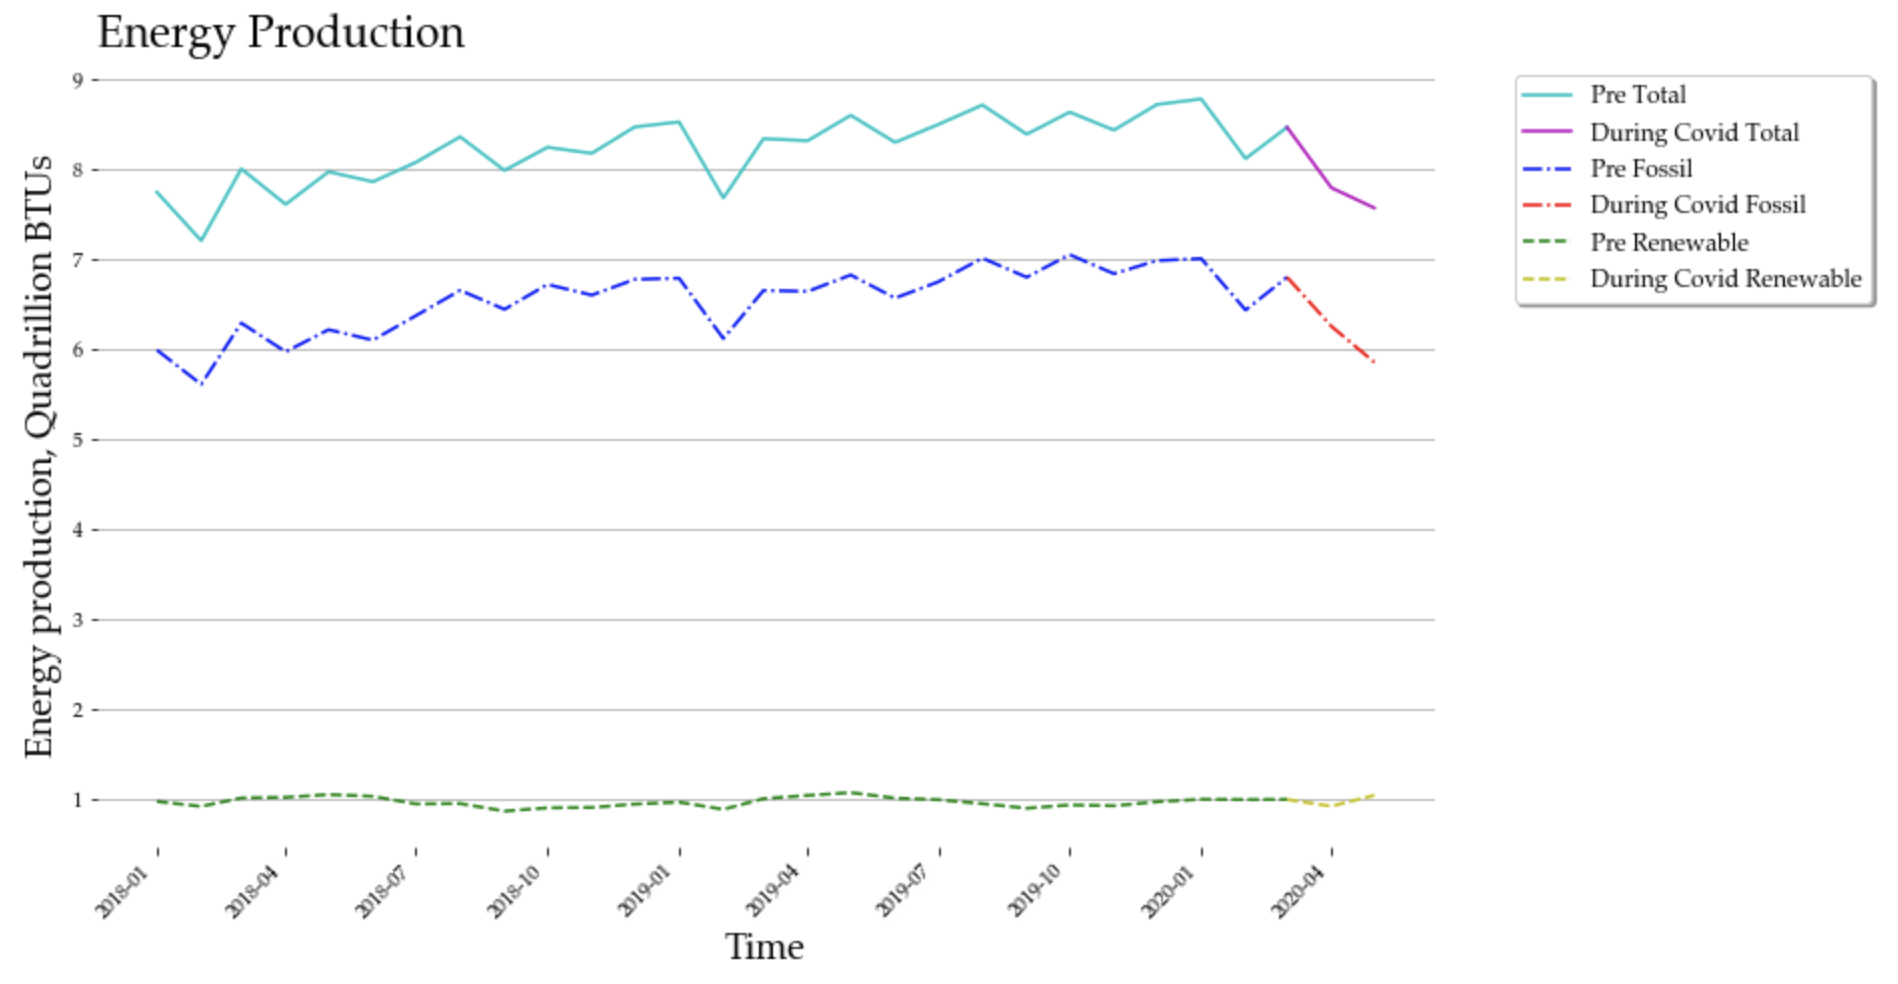 Energy Production
Energy production, Quadrillion BTUs
9
8
7
6
5
4
3
2
1
2018-01
2018-04
2018-07
2018-10
2019-01
2019-04
2019-07
2019-10
2020-01
2020-04
Time
Pre Total
During Covid Total
Pre Fossil
During Covid Fossil
Pre Renewable
During Covid Renewable